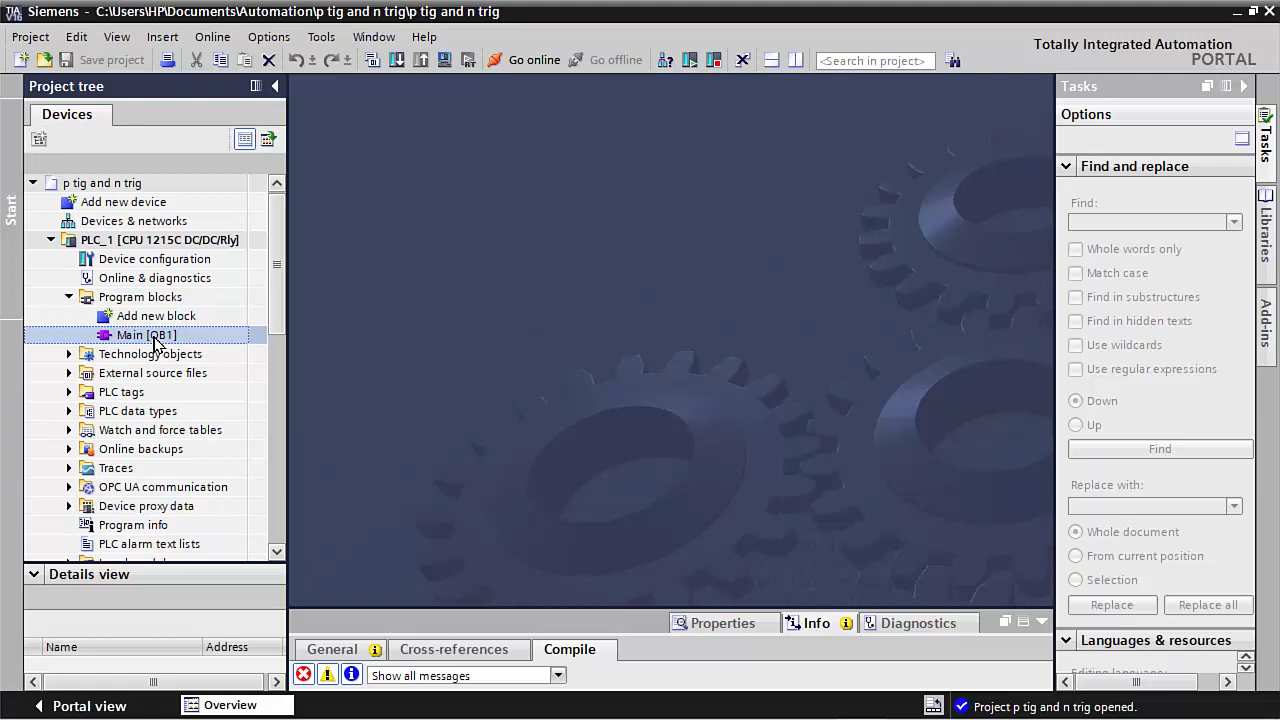 Siemens - C:\Users\HP\Documents\Automation\p tig and n trig\p tig and n trig
TIA
V16
Project Edit View Insert Online Options Tools Window Help
Totally Integrated Automation
PORTAL
Save project
Go online
Go offline
<Search in project>
Project tree
Devices
Start
p tig and n trig
Add new device
Devices & networks
PLC_1 [CPU 1215C DC/DC/Rly]
Device configuration
Online & diagnostics
Program blocks
Add new block
Main [OB1]
Technology objects
External source files
PLC tags
PLC data types
Watch and force tables
Online backups
Traces
OPC UA communication
Device proxy data
Program info
PLC alarm text lists
Details view
Name Address
Properties Info Diagnostics
General Cross-references Compile
Show all messages
Tasks
Options
Find and replace
Find:
Whole words only
Match case
Find in substructures
Find in hidden texts
Use wildcards
Use regular expressions
Down
Up
Find
Replace with:
Whole document
From current position
Selection
Replace Replace all
Languages & resources
Tasks
Libraries
Add-ins
Portal view
Overview
Project p tig and n trig opened.